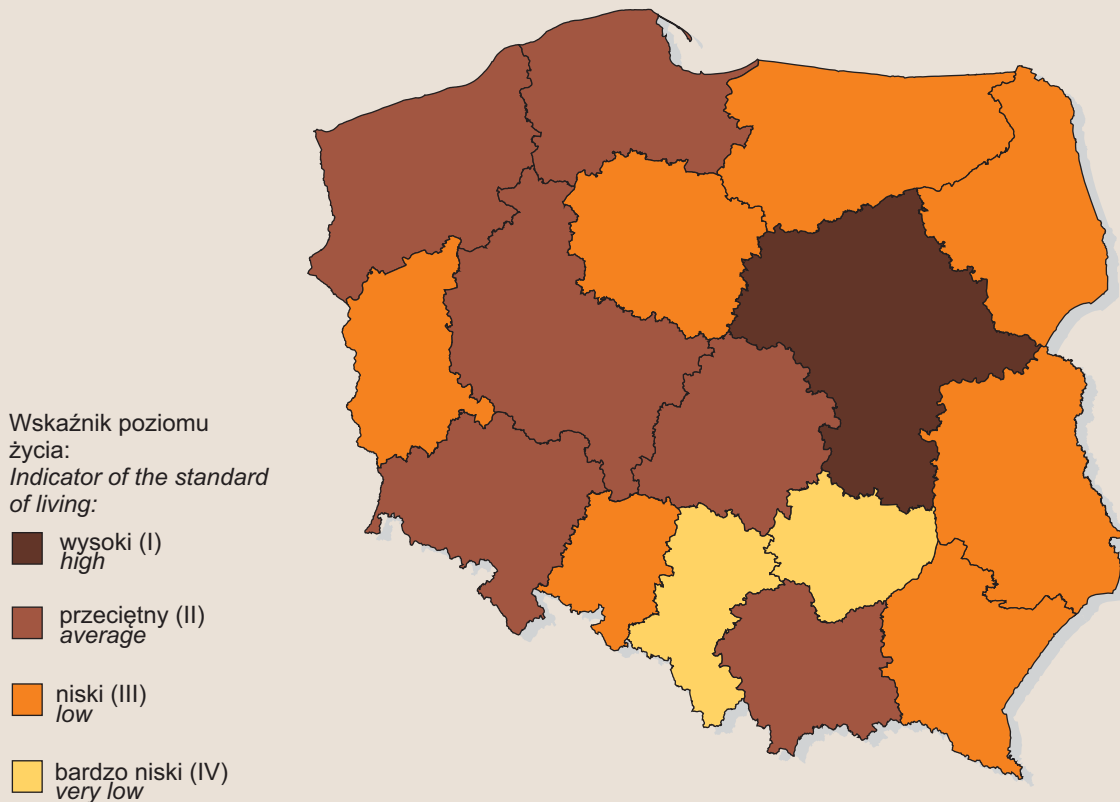 Wskaźnik poziomu
życia:
Indicator of the standard
of living:
wysoki (I)
high
przeciętny (II)
average
niski (III)
low
bardzo niski (IV)
very low